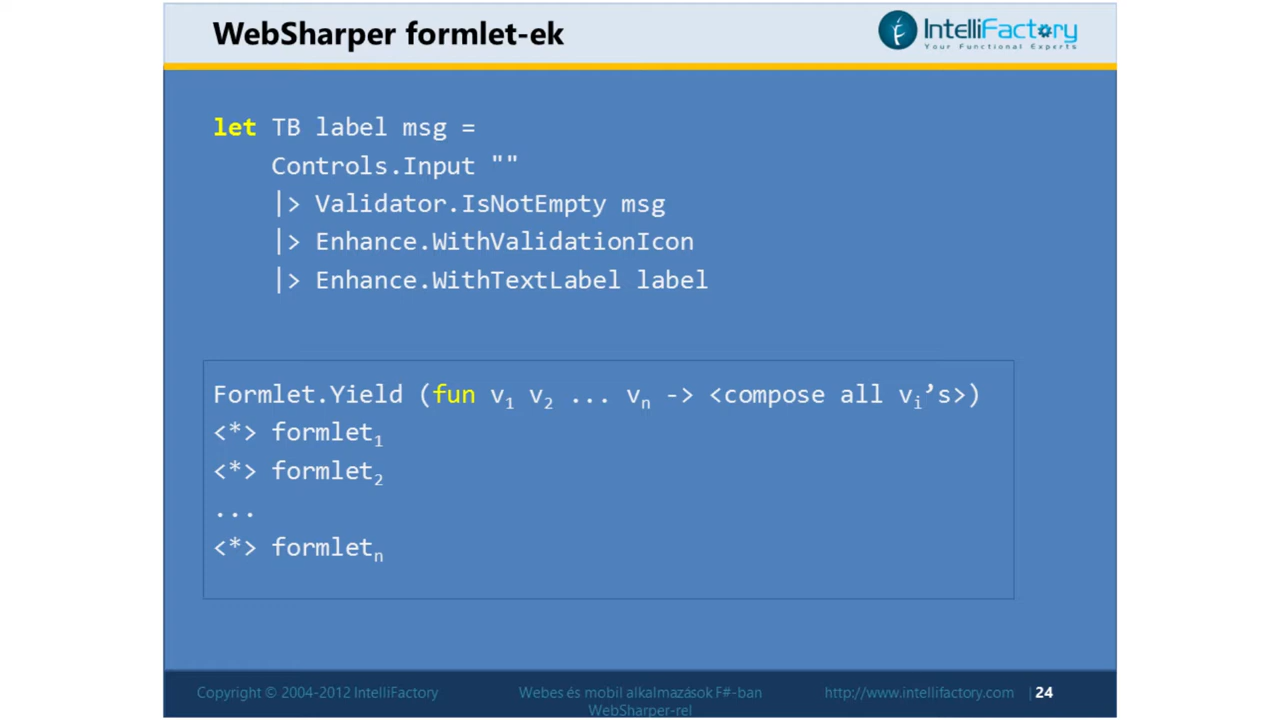 WebSharper formlet-ek
IntelliFactory
Your Functional Experts
let TB label msg =
Controls.Input ""
|> Validator.IsNotEmpty msg
|> Enhance.WithValidationIcon
|> Enhance.WithTextLabel label
Formlet.Yield (fun v₁ v₂ ... vₙ -> <compose all vᵢ’s>)
<*> formlet₁
<*> formlet₂
...
<*> formletₙ
Copyright © 2004-2012 IntelliFactory
Webes és mobil alkalmazások F#-ban
WebSharper-rel
http://www.intellifactory.com | 24